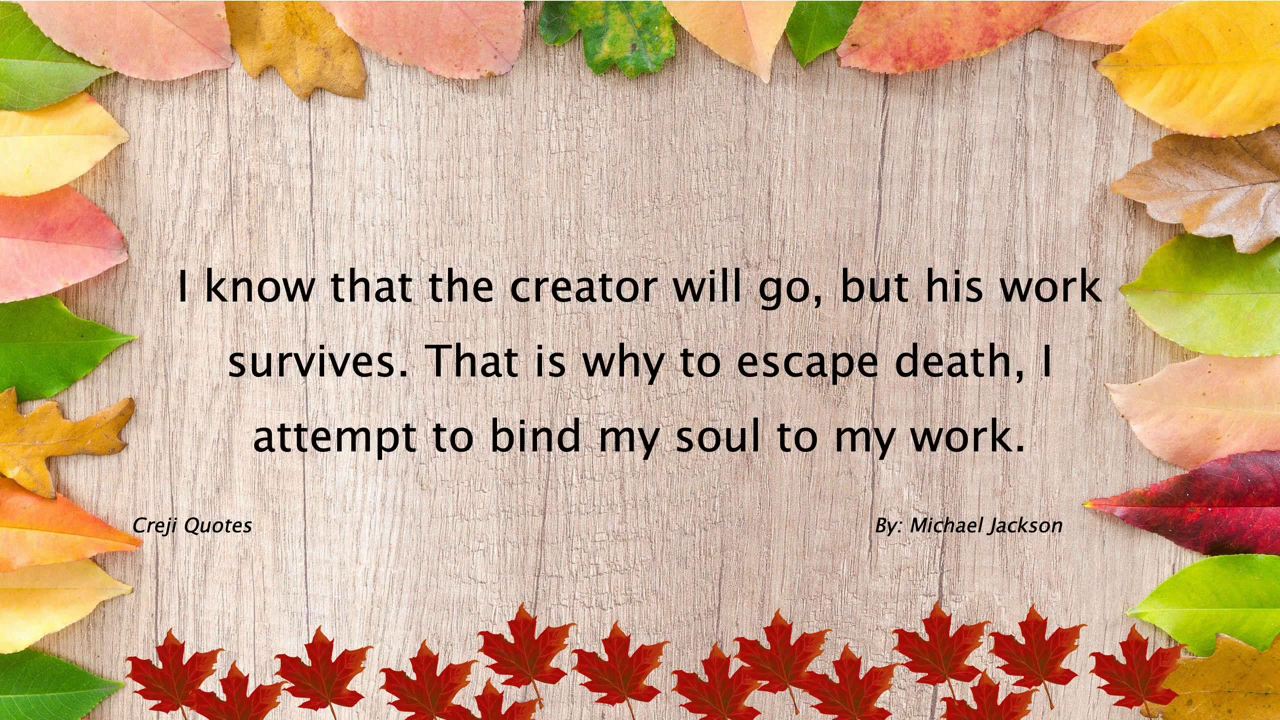 I know that the creator will go, but his work
survives. That is why to escape death, I
attempt to bind my soul to my work.
Creji Quotes
By: Michael Jackson